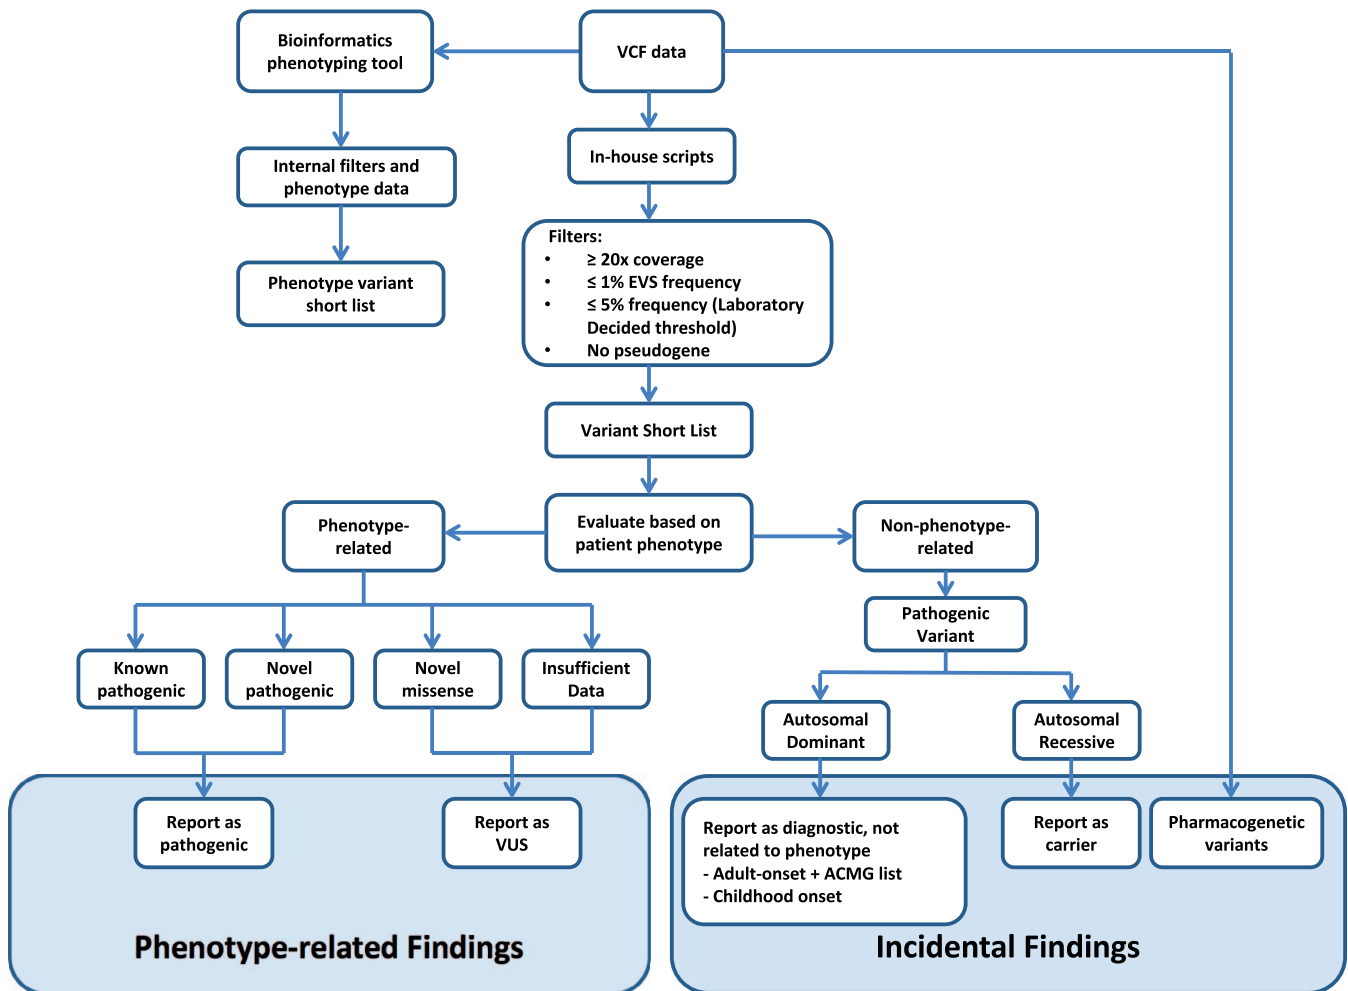 Bioinformatics
phenotyping tool
VCF data
Internal filters and
phenotype data
In-house scripts
Phenotype variant
short list
Filters:
• ≥ 20x coverage
• ≤ 1% EVS frequency
• ≤ 5% frequency (Laboratory
Decided threshold)
• No pseudogene
Variant Short List
Evaluate based on
patient phenotype
Phenotype-
related
Non-phenotype-
related
Pathogenic
Variant
Known
pathogenic
Novel
pathogenic
Novel
missense
Insufficient
Data
Autosomal
Dominant
Autosomal
Recessive
Report as
pathogenic
Report as
VUS
Report as diagnostic, not
related to phenotype
- Adult-onset + ACMG list
- Childhood onset
Report as
carrier
Pharmacogenetic
variants
Phenotype-related Findings
Incidental Findings